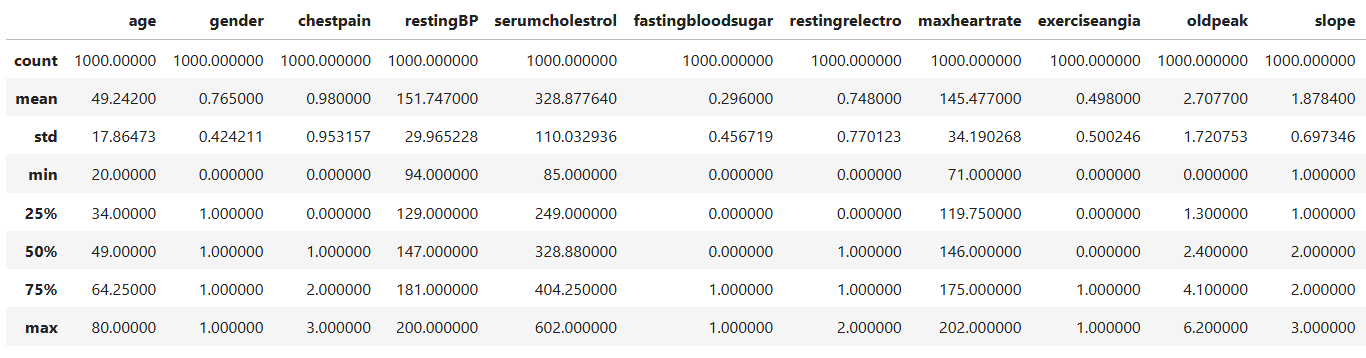 age gender chestpain restingBP serumcholestrol fastingbloodsugar restingrelectro maxheartrate exerciseangia oldpeak slope
count 1000.00000 1000.000000 1000.000000 1000.000000 1000.000000 1000.000000 1000.000000 1000.000000 1000.000000 1000.000000 1000.000000
mean 49.24200 0.765000 0.980000 151.747000 328.877640 0.296000 0.748000 145.477000 0.498000 2.707700 1.878400
std 17.86473 0.424211 0.953157 29.965228 110.032936 0.456719 0.770123 34.190268 0.500246 1.720753 0.697346
min 20.00000 0.000000 0.000000 94.000000 85.000000 0.000000 0.000000 71.000000 0.000000 0.000000 1.000000
25% 34.00000 1.000000 0.000000 129.000000 249.000000 0.000000 0.000000 119.750000 0.000000 1.300000 1.000000
50% 49.00000 1.000000 1.000000 147.000000 328.880000 0.000000 1.000000 146.000000 0.000000 2.400000 2.000000
75% 64.25000 1.000000 2.000000 181.000000 404.250000 1.000000 1.000000 175.000000 1.000000 4.100000 2.000000
max 80.00000 1.000000 3.000000 200.000000 602.000000 1.000000 2.000000 202.000000 1.000000 6.200000 3.000000